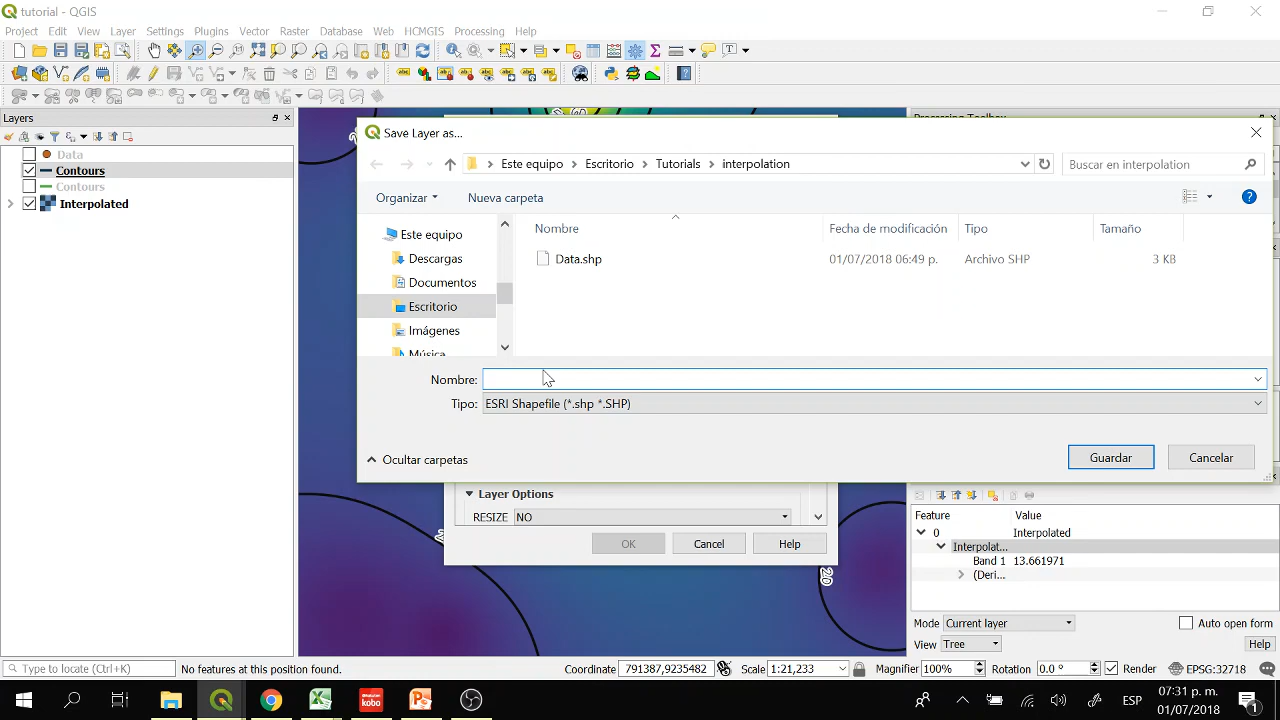 tutorial - QGIS
Project Edit View Layer Settings Plugins Vector Raster Database Web HCMGIS Processing Help
Layers
Data
Contours
Contours
Interpolated
Save Layer as...
Este equipo Escritorio Tutorials interpolation
Buscar en interpolation
Organizar
Nueva carpeta
Este equipo
Descargas
Documentos
Escritorio
Imágenes
Música
Nombre Fecha de modificación Tipo Tamaño
Data.shp 01/07/2018 06:49 p. Archivo SHP 3 KB
Nombre:
Tipo: ESRI Shapefile (*.shp *.SHP)
Ocultar carpetas
Guardar Cancelar
Layer Options
RESIZE NO
OK Cancel Help
20
Feature Value
0 Interpolated
Interpolat...
Band 1 13.661971
(Deri...
Mode Current layer Auto open form
View Tree Help
Type to locate (Ctrl+K) No features at this position found. Coordinate 791387,9235482 Scale 1:21,233 Magnifier 100% Rotation 0.0 ° Render EPSG:32718
ESP
07:31 p. m.
01/07/2018